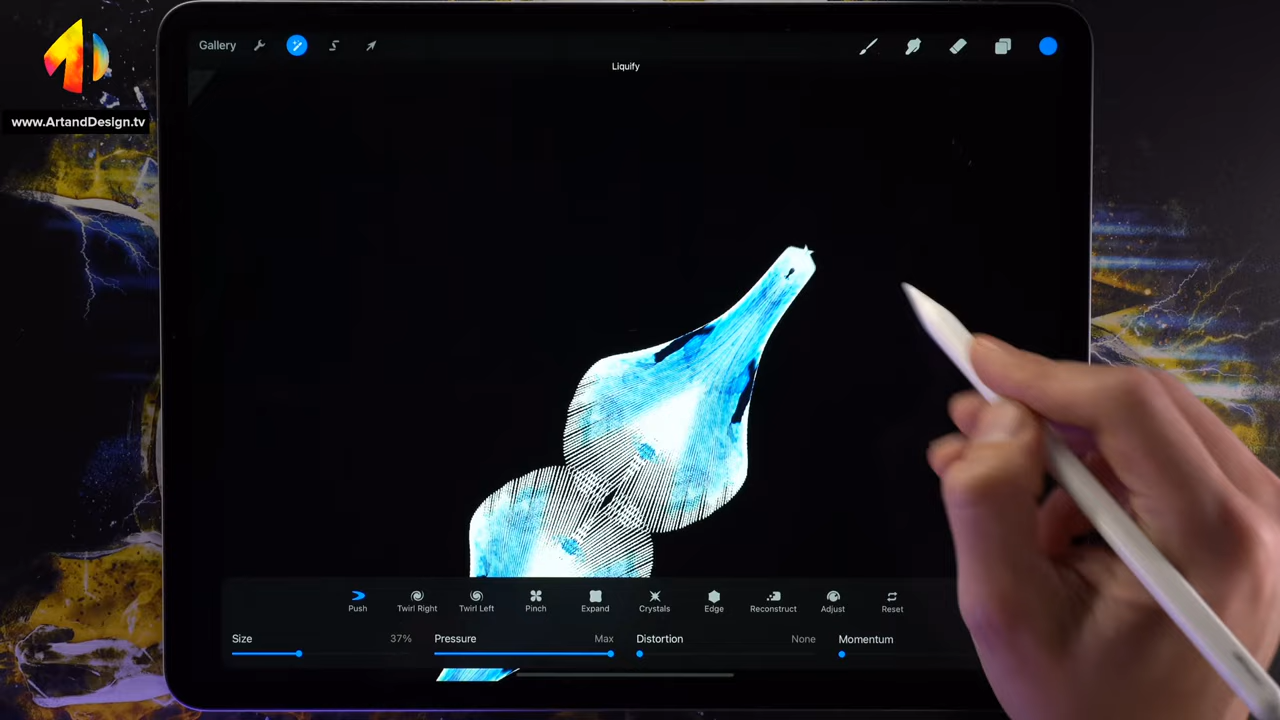 www.ArtandDesign.tv
Gallery
Liquify
Push
Twirl Right
Twirl Left
Pinch
Expand
Crystals
Edge
Reconstruct
Adjust
Reset
Size 37%
Pressure Max
Distortion None
Momentum